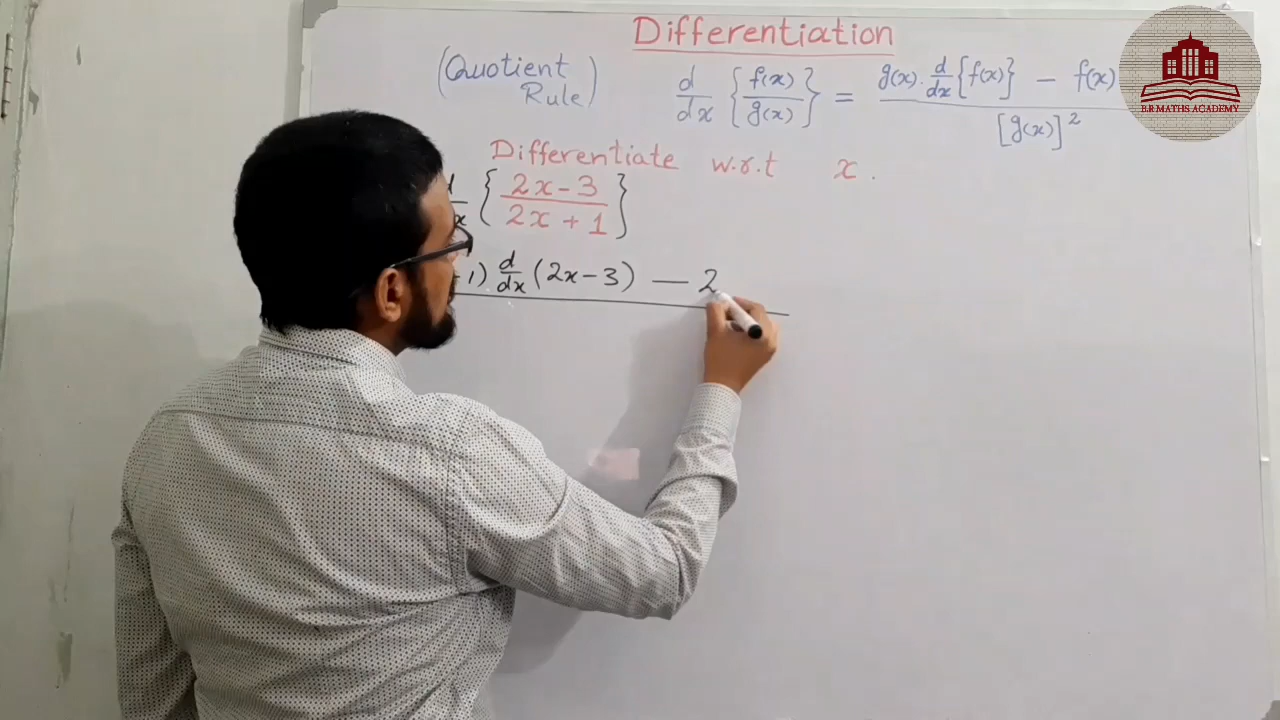 Differentiation
(Quotient Rule) d/dx {f(x)/g(x)} = g(x). d/dx {f(x)} - f(x) / [g(x)]²
B.R MATHS ACADEMY
Differentiate w.r.t x.
{2x-3 / 2x+1}
1) d/dx (2x-3) — 2